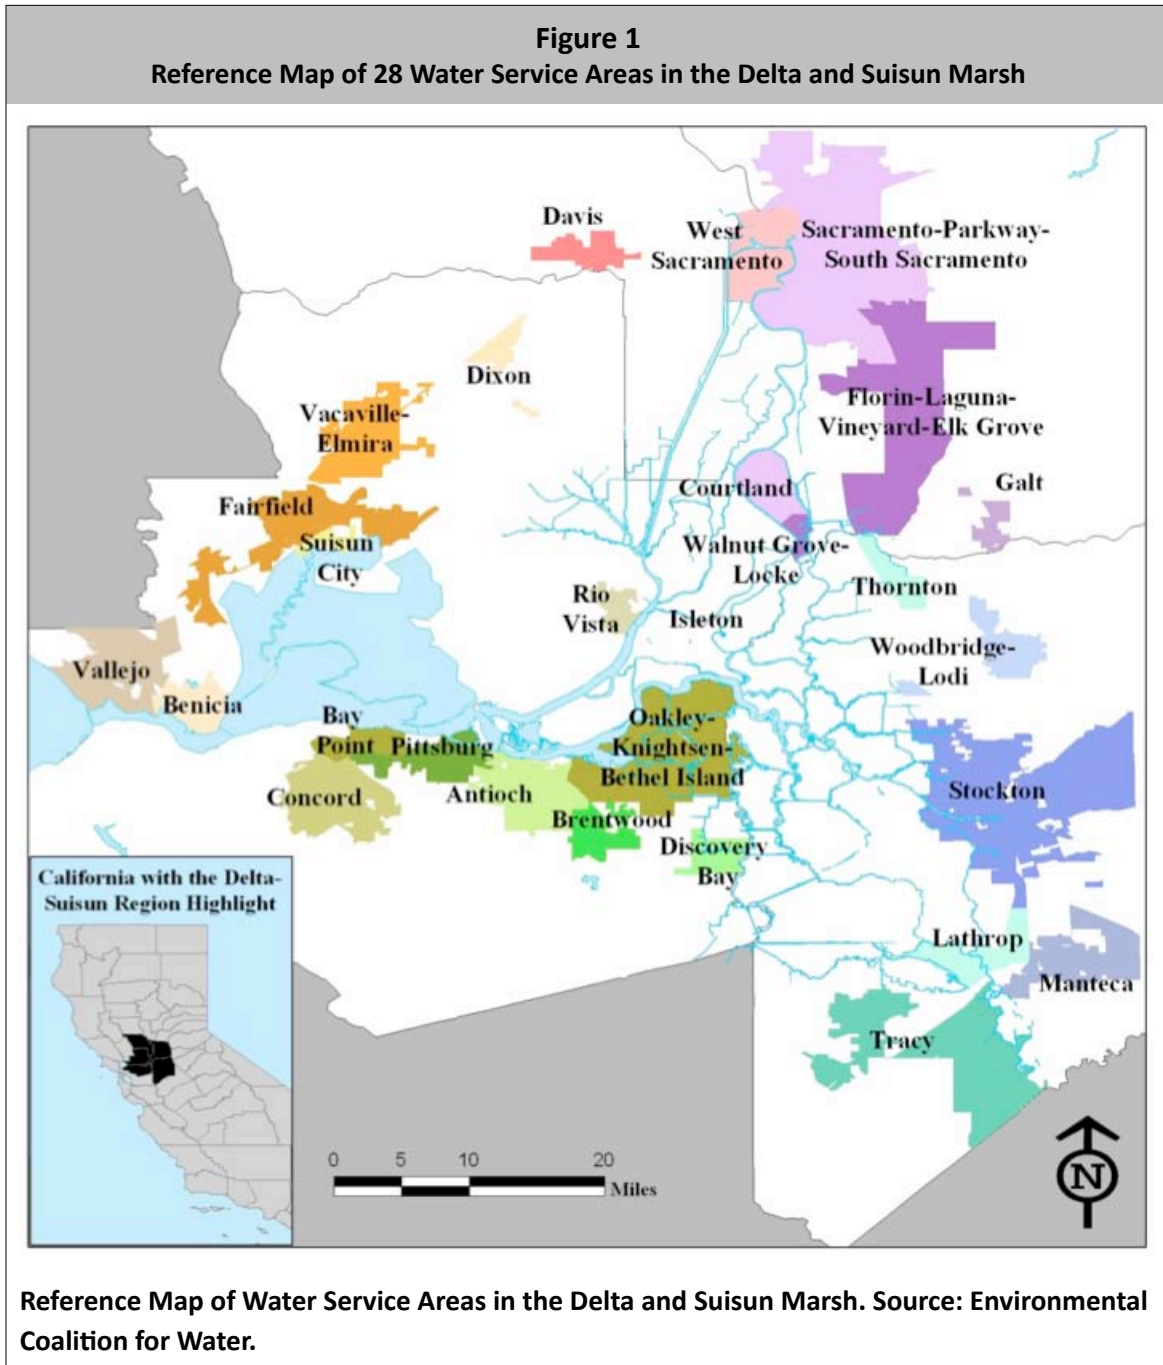 Figure 1
Reference Map of 28 Water Service Areas in the Delta and Suisun Marsh
Davis
West
Sacramento
Sacramento-Parkway-
South Sacramento
Dixon
Vacaville-
Elmira
Florin-Laguna-
Vineyard-Elk Grove
Fairfield
Courtland
Galt
Suisun
City
Walnut Grove-
Locke
Thornton
Rio
Vista
Isleton
Woodbridge-
Lodi
Vallejo
Benicia
Bay
Point
Pittsburg
Oakley-
Knightsen-
Bethel Island
Concord
Antioch
Stockton
Brentwood
Discovery
Bay
California with the Delta-
Suisun Region Highlight
Lathrop
Manteca
Tracy
0 5 10 20
Miles
N
Reference Map of Water Service Areas in the Delta and Suisun Marsh. Source: Environmental
Coalition for Water.